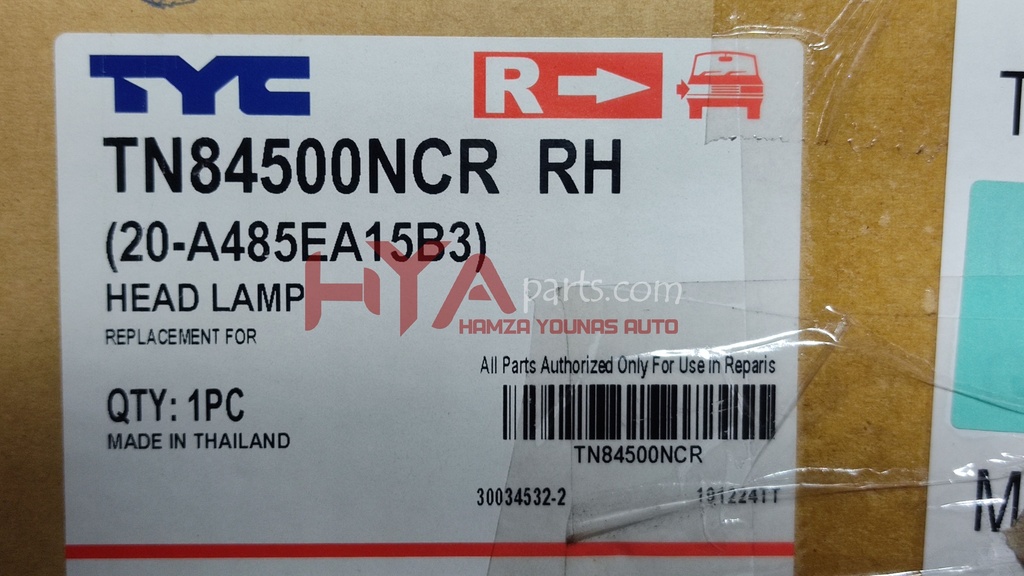 TYC
R
TN84500NCR RH
(20-A485EA15B3)
HEAD LAMP
HYA parts.com
HAMZA YOUNAS AUTO
REPLACEMENT FOR
All Parts Authorized Only For Use in Reparis
QTY: 1PC
MADE IN THAILAND
TN84500NCR
30034532-2
T
M